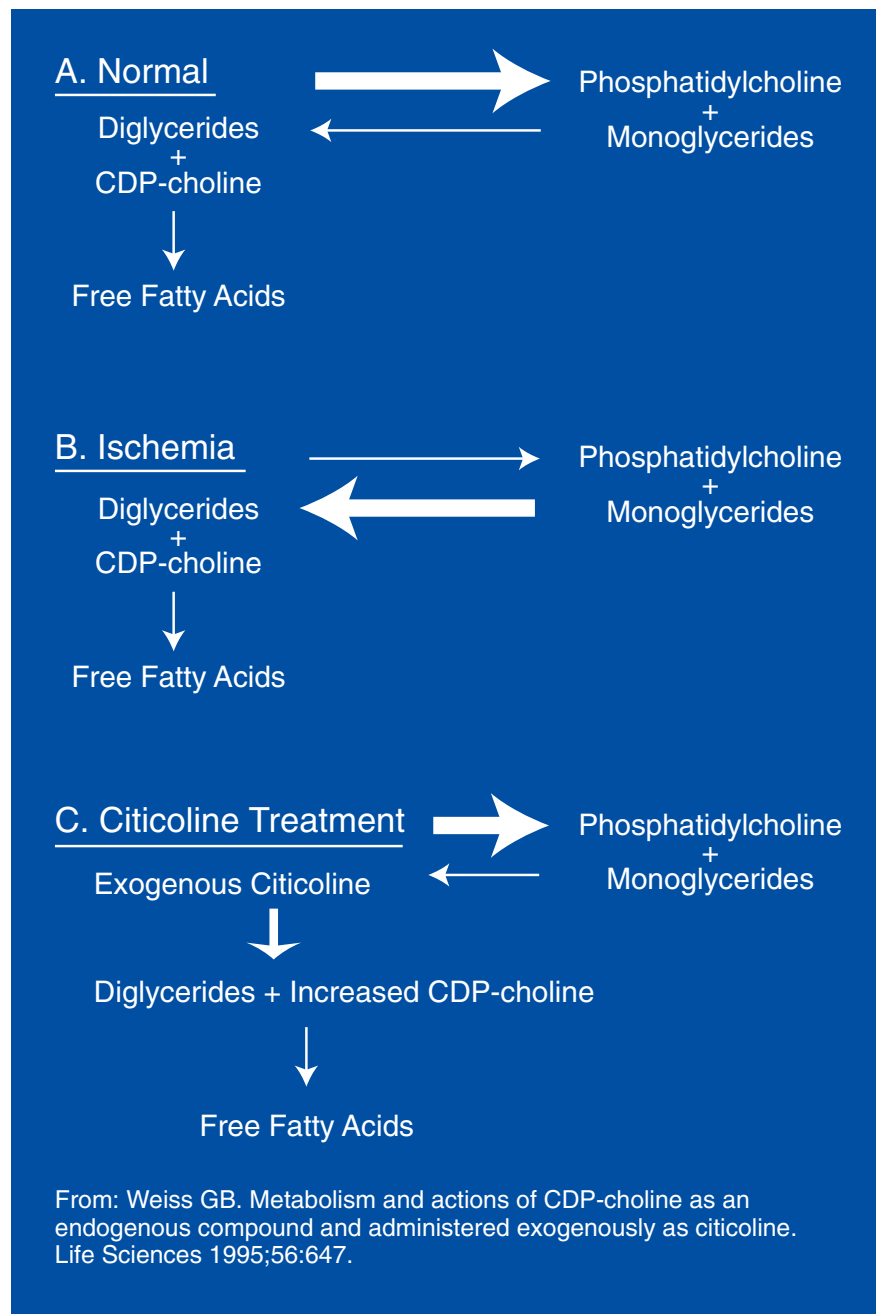 A. Normal
Phosphatidylcholine
+
Monoglycerides
Diglycerides
+
CDP-choline
Free Fatty Acids
B. Ischemia
Phosphatidylcholine
+
Monoglycerides
Diglycerides
+
CDP-choline
Free Fatty Acids
C. Citicoline Treatment
Phosphatidylcholine
+
Monoglycerides
Exogenous Citicoline
Diglycerides + Increased CDP-choline
Free Fatty Acids
From: Weiss GB. Metabolism and actions of CDP-choline as an
endogenous compound and administered exogenously as citicoline.
Life Sciences 1995;56:647.